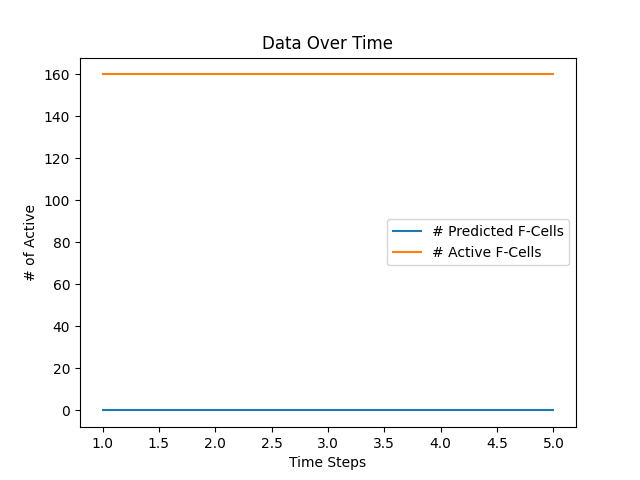 Data Over Time
160
140
120
100
80
60
40
20
0
# of Active
# Predicted F-Cells
# Active F-Cells
1.0 1.5 2.0 2.5 3.0 3.5 4.0 4.5 5.0
Time Steps